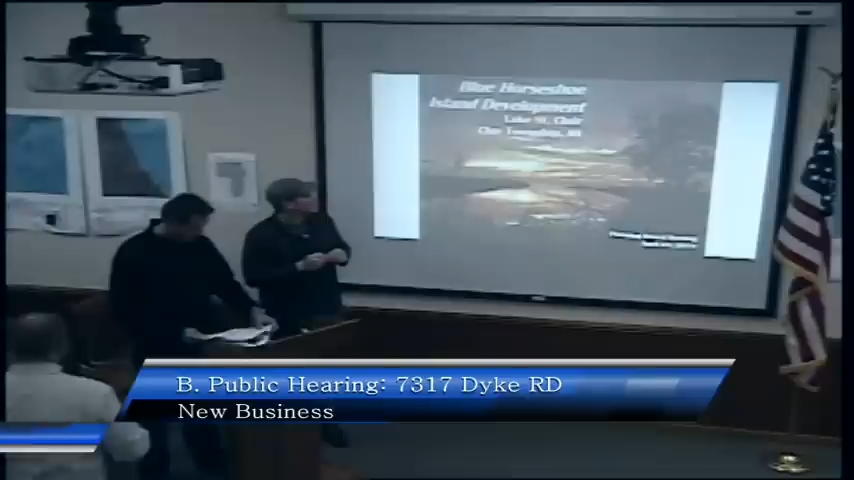 Blue Horseshoe
Island Development
Lake St. Clair
Clay Township, MI
B. Public Hearing: 7317 Dyke RD
New Business